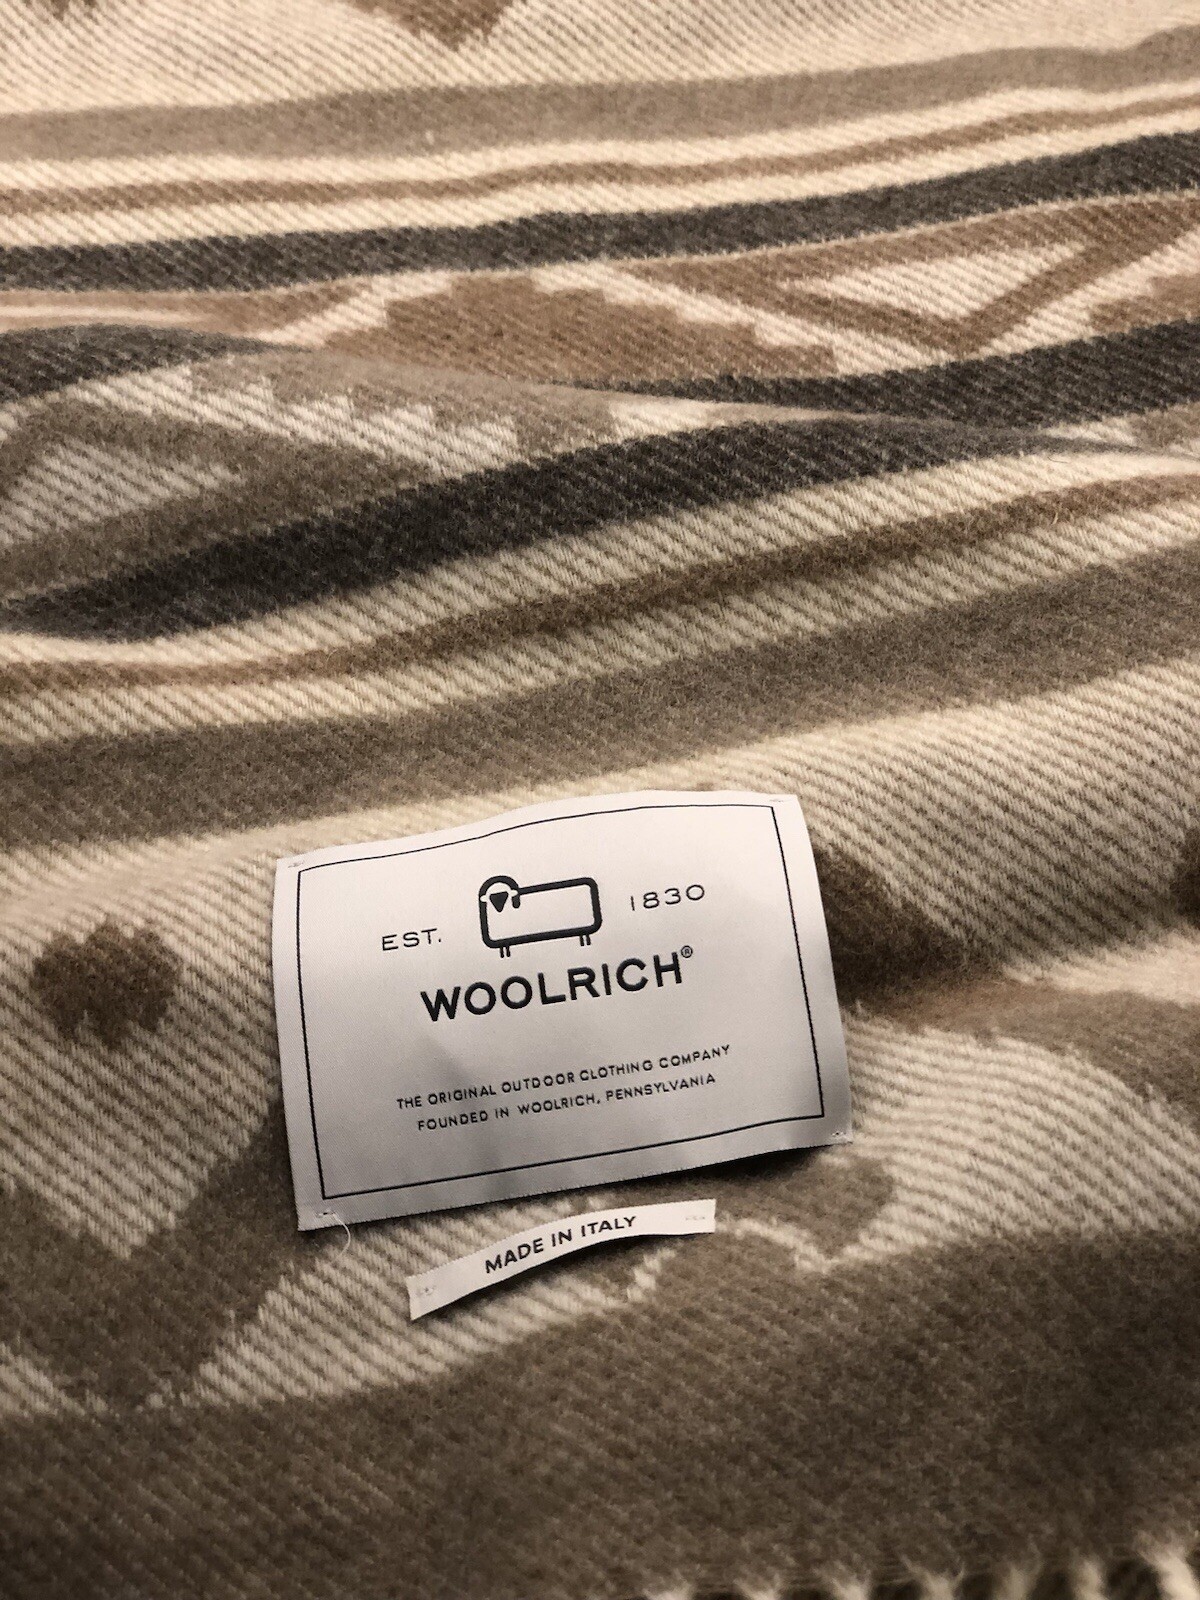 EST. 1830
WOOLRICH®
THE ORIGINAL OUTDOOR CLOTHING COMPANY
FOUNDED IN WOOLRICH, PENNSYLVANIA
MADE IN ITALY